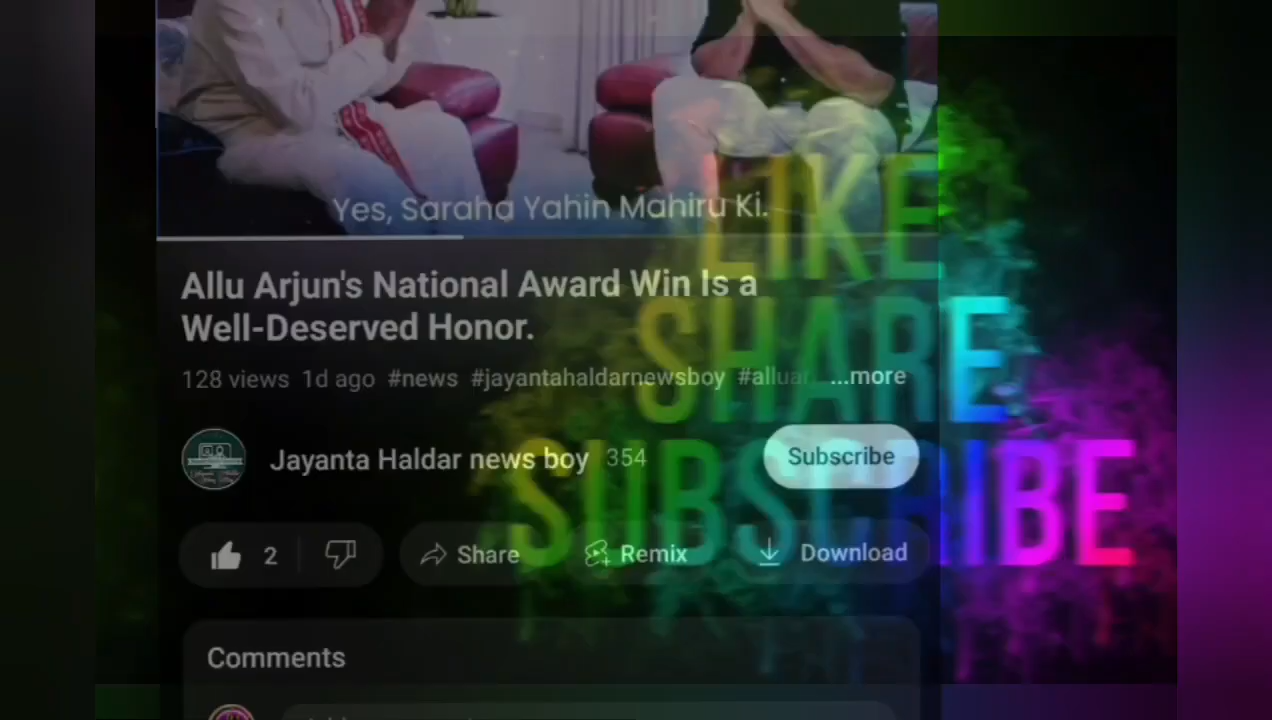 Yes, Saraha Yahin Mahiru Ki.
LIKE
Allu Arjun's National Award Win Is a
Well-Deserved Honor.
SHARE
128 views 1d ago #news #jayantahaldarnewsboy #alluar ...more
Jayanta Haldar news boy 354
Subscribe
SUBSCRIBE
2 Share Remix Download
Comments